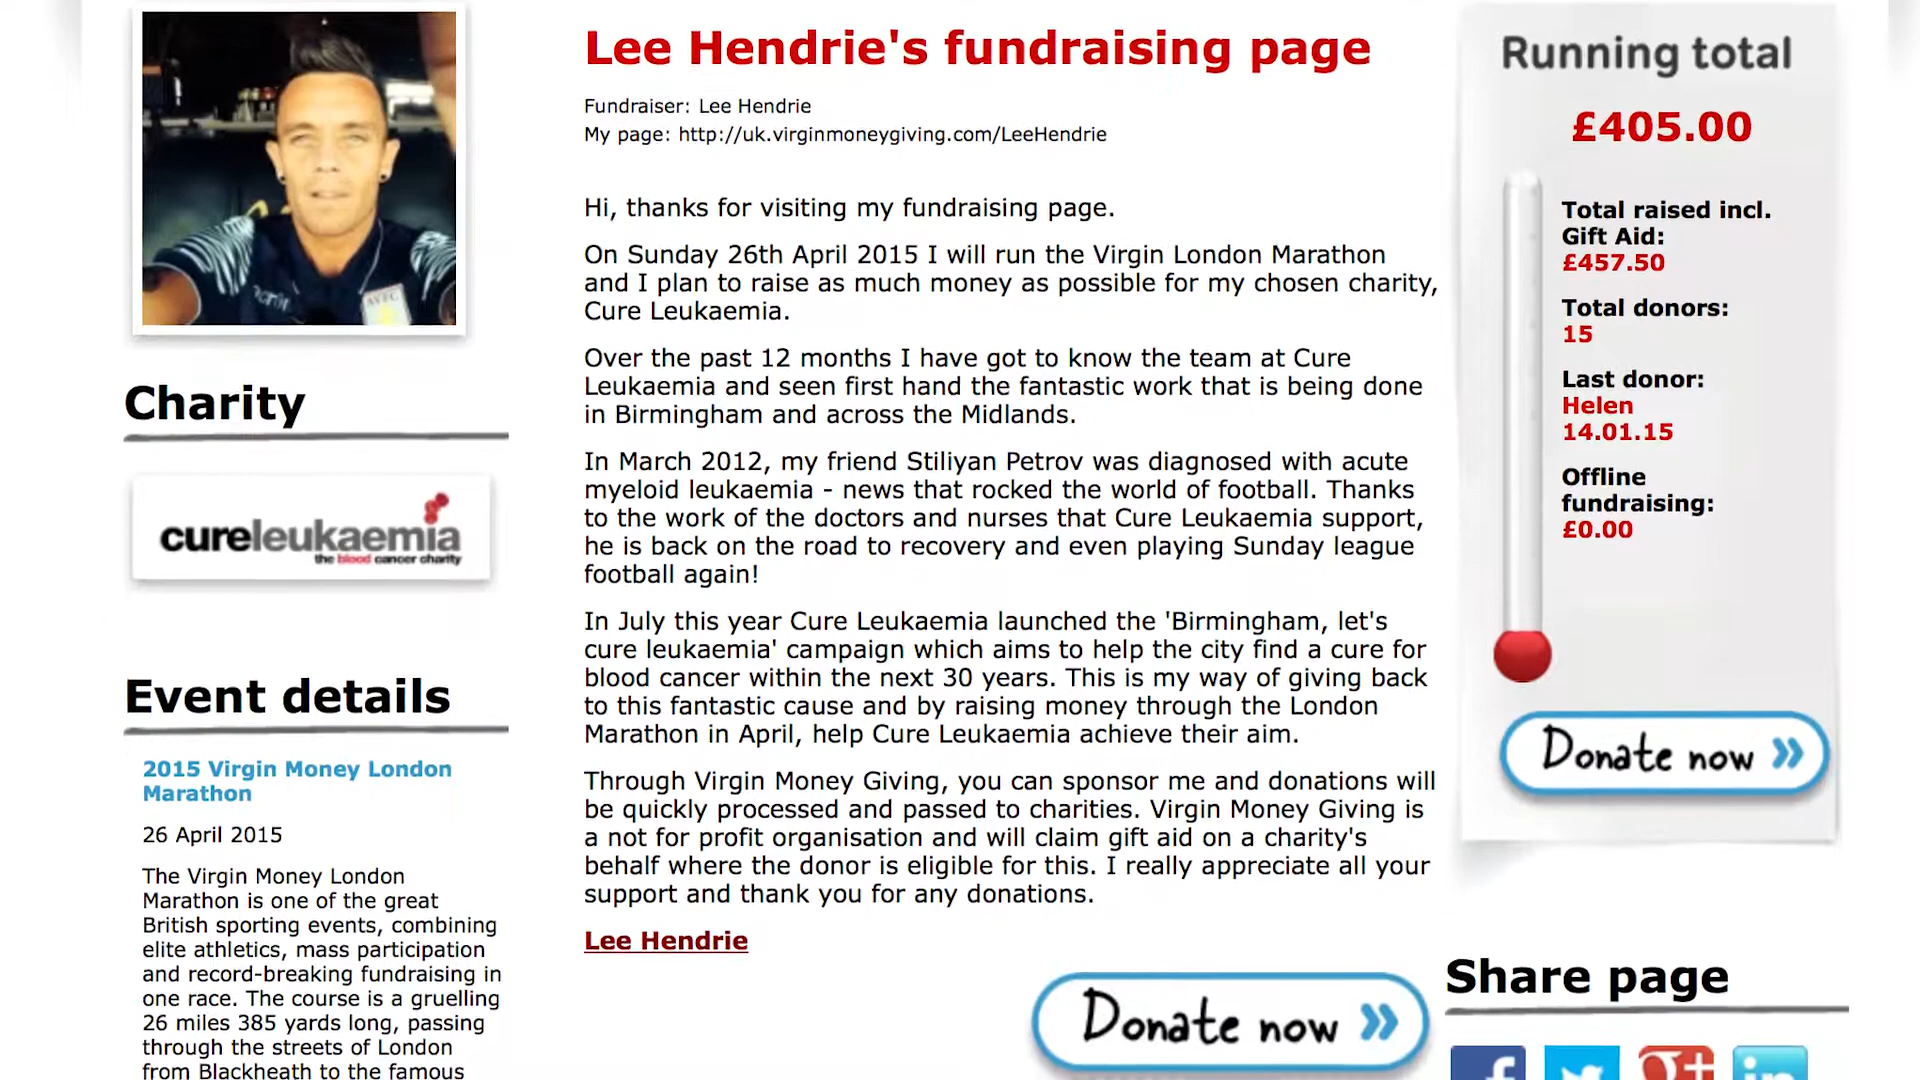 Lee Hendrie's fundraising page
Fundraiser: Lee Hendrie
My page: http://uk.virginmoneygiving.com/LeeHendrie
Hi, thanks for visiting my fundraising page.
On Sunday 26th April 2015 I will run the Virgin London Marathon
and I plan to raise as much money as possible for my chosen charity,
Cure Leukaemia.
Over the past 12 months I have got to know the team at Cure
Leukaemia and seen first hand the fantastic work that is being done
in Birmingham and across the Midlands.
In March 2012, my friend Stiliyan Petrov was diagnosed with acute
myeloid leukaemia - news that rocked the world of football. Thanks
to the work of the doctors and nurses that Cure Leukaemia support,
he is back on the road to recovery and even playing Sunday league
football again!
In July this year Cure Leukaemia launched the 'Birmingham, let's
cure leukaemia' campaign which aims to help the city find a cure for
blood cancer within the next 30 years. This is my way of giving back
to this fantastic cause and by raising money through the London
Marathon in April, help Cure Leukaemia achieve their aim.
Through Virgin Money Giving, you can sponsor me and donations will
be quickly processed and passed to charities. Virgin Money Giving is
a not for profit organisation and will claim gift aid on a charity's
behalf where the donor is eligible for this. I really appreciate all your
support and thank you for any donations.
Lee Hendrie
Donate now »
AVFC
Charity
cureleukaemia
the blood cancer charity
Event details
2015 Virgin Money London
Marathon
26 April 2015
The Virgin Money London
Marathon is one of the great
British sporting events, combining
elite athletics, mass participation
and record-breaking fundraising in
one race. The course is a gruelling
26 miles 385 yards long, passing
through the streets of London
from Blackheath to the famous
Running total
£405.00
Total raised incl.
Gift Aid:
£457.50
Total donors:
15
Last donor:
Helen
14.01.15
Offline
fundraising:
£0.00
Donate now »
Share page
f
g+
in